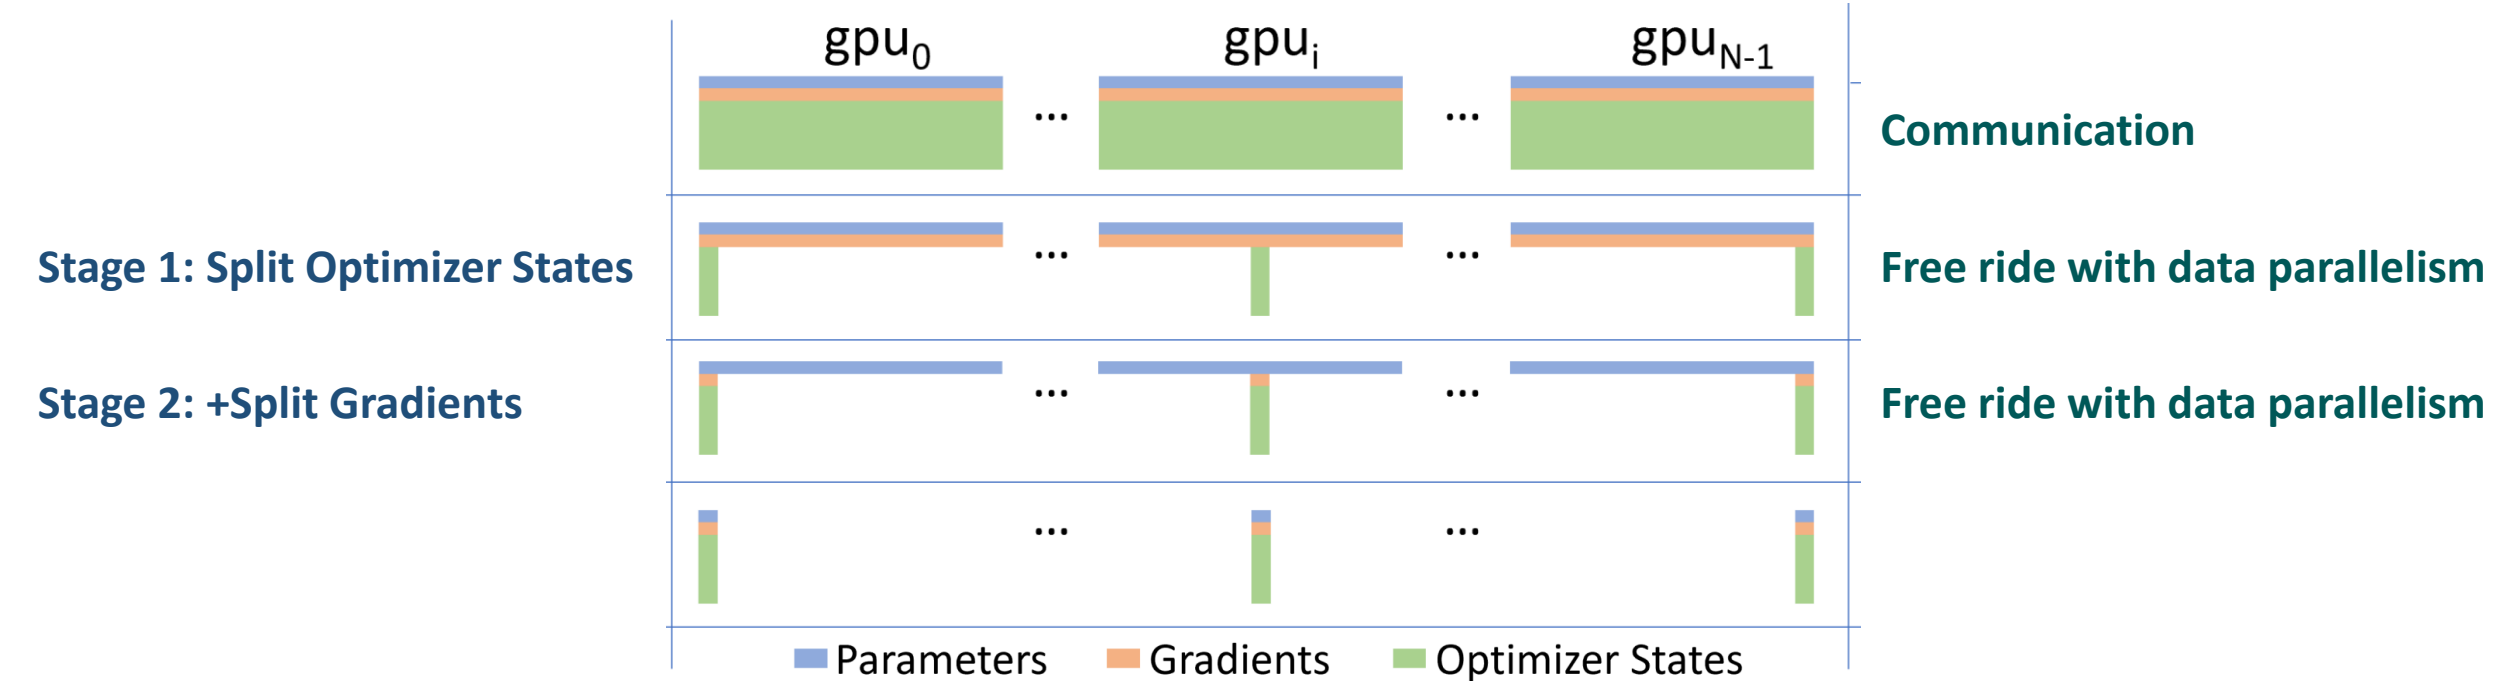 gpu0 gpui gpuN-1
... ...
Communication
Stage 1: Split Optimizer States ... ... Free ride with data parallelism
Stage 2: +Split Gradients ... ... Free ride with data parallelism
... ...
Parameters Gradients Optimizer States